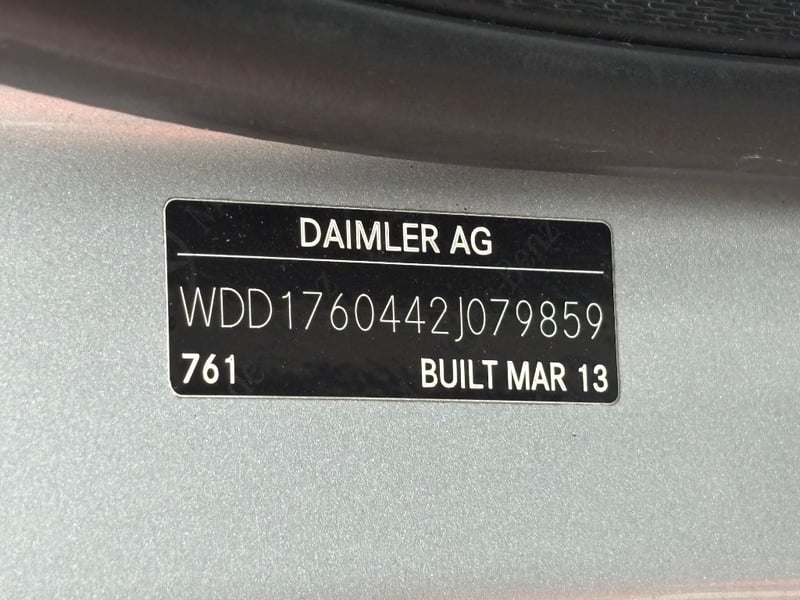 DAIMLER AG
WDD1760442J079859
761 BUILT MAR 13